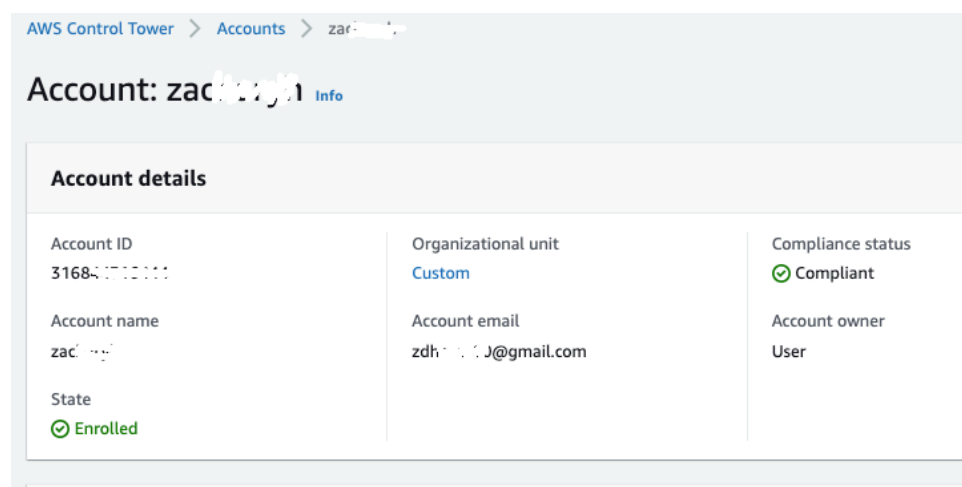 AWS Control Tower > Accounts >
Account: Info
Account details
Account ID
Organizational unit
Compliance status
Custom
Compliant
Account name
Account email
Account owner
User
State
Enrolled